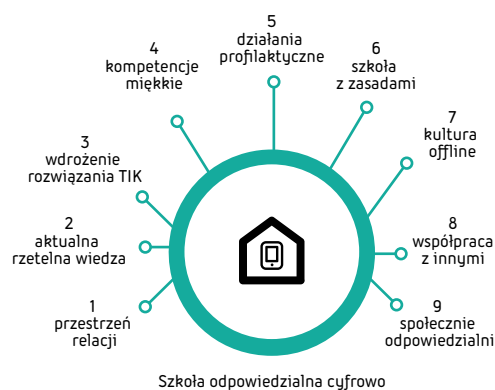 1
przestrzeń
relacji
2
aktualna
rzetelna wiedza
3
wdrożenie
rozwiązania TIK
4
kompetencje
miękkie
5
działania
profilaktyczne
6
szkoła
z zasadami
7
kultura
offline
8
współpraca
z innymi
9
społecznie
odpowiedzialni
Szkoła odpowiedzialna cyfrowo